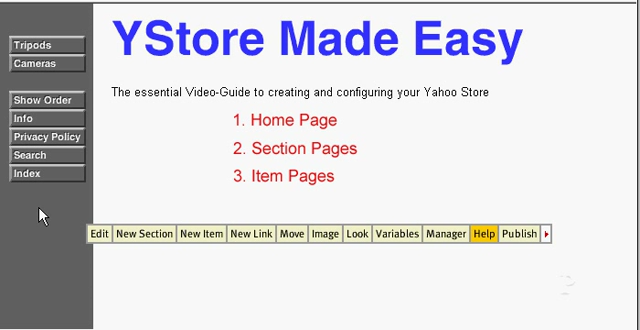 YStore Made Easy
Tripods
Cameras
The essential Video-Guide to creating and configuring your Yahoo Store
Show Order
Info
Privacy Policy
Search
Index
1. Home Page
2. Section Pages
3. Item Pages
Edit New Section New Item New Link Move Image Look Variables Manager Help Publish